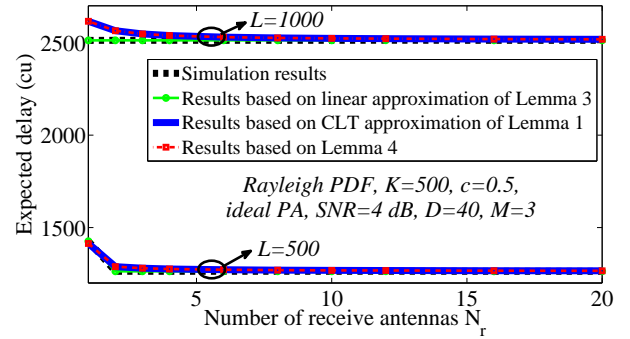 L=1000
2500
Simulation results
Results based on linear approximation of Lemma 3
Results based on CLT approximation of Lemma 1
Results based on Lemma 4
2000
Expected delay (cu)
Rayleigh PDF, K=500, c=0.5,
ideal PA, SNR=4 dB, D=40, M=3
1500
L=500
5 10 15 20
Number of receive antennas N_r